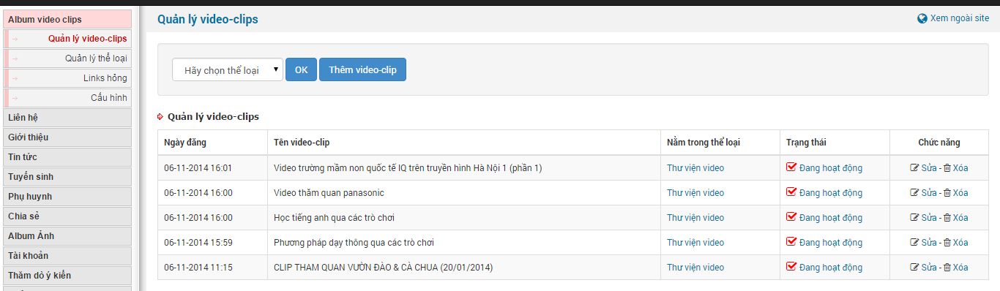 Album video clips
Quản lý video-clips
Quản lý thể loại
Links hỏng
Cấu hình
Liên hệ
Giới thiệu
Tin tức
Tuyển sinh
Phụ huynh
Chia sẻ
Album Ảnh
Tài khoản
Thăm dò ý kiến
Quản lý video-clips
Xem ngoài site
Hãy chọn thể loại OK Thêm video-clip
Quản lý video-clips
Ngày đăng Tên video-clip Nằm trong thể loại Trạng thái Chức năng
06-11-2014 16:01 Video trường mầm non quốc tế IQ trên truyền hình Hà Nội 1 (phần 1) Thư viện video Đang hoạt động Sửa - Xóa
06-11-2014 16:00 Video thăm quan panasonic Thư viện video Đang hoạt động Sửa - Xóa
06-11-2014 16:00 Học tiếng anh qua các trò chơi Thư viện video Đang hoạt động Sửa - Xóa
06-11-2014 15:59 Phương pháp dạy thông qua các trò chơi Thư viện video Đang hoạt động Sửa - Xóa
06-11-2014 11:15 CLIP THAM QUAN VƯỜN ĐÀO & CÀ CHUA (20/01/2014) Thư viện video Đang hoạt động Sửa - Xóa